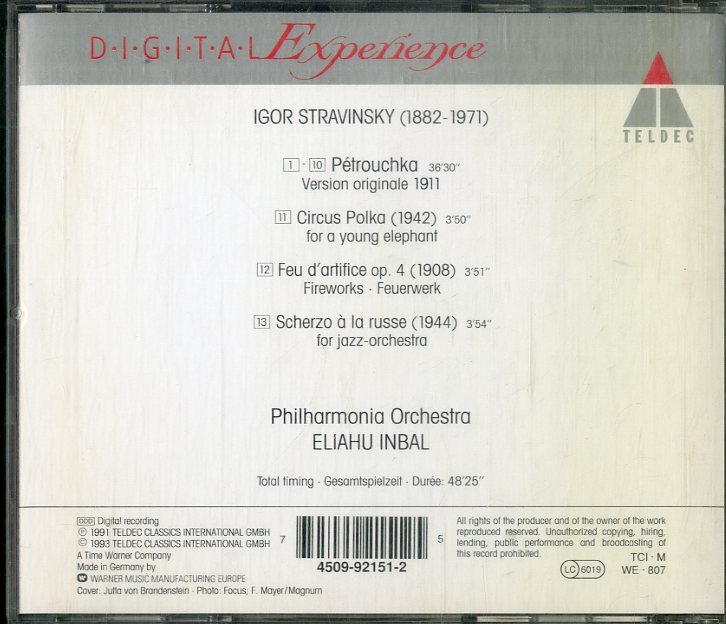 D·I·G·I·T·A·L Experience
TELDEC
IGOR STRAVINSKY (1882-1971)
1 - 10 Pétrouchka 36'30"
Version originale 1911
11 Circus Polka (1942) 3'50"
for a young elephant
12 Feu d'artifice op. 4 (1908) 3'51"
Fireworks · Feuerwerk
13 Scherzo à la russe (1944) 3'54"
for jazz-orchestra
Philharmonia Orchestra
ELIAHU INBAL
Total timing · Gesamtspielzeit · Durée: 48'25"
DDD Digital recording
℗ 1991 TELDEC CLASSICS INTERNATIONAL GMBH
© 1993 TELDEC CLASSICS INTERNATIONAL GMBH
A Time Warner Company
Made in Germany by
WARNER MUSIC MANUFACTURING EUROPE
Cover: Jutta von Brandenstein · Photo: Focus; F. Mayer/Magnum
7 5
4509-92151-2
All rights of the producer and of the owner of the work
reproduced reserved. Unauthorized copying, hiring,
lending, public performance and broadcasting of
this record prohibited.
TCI · M
LC 6019 WE · 807